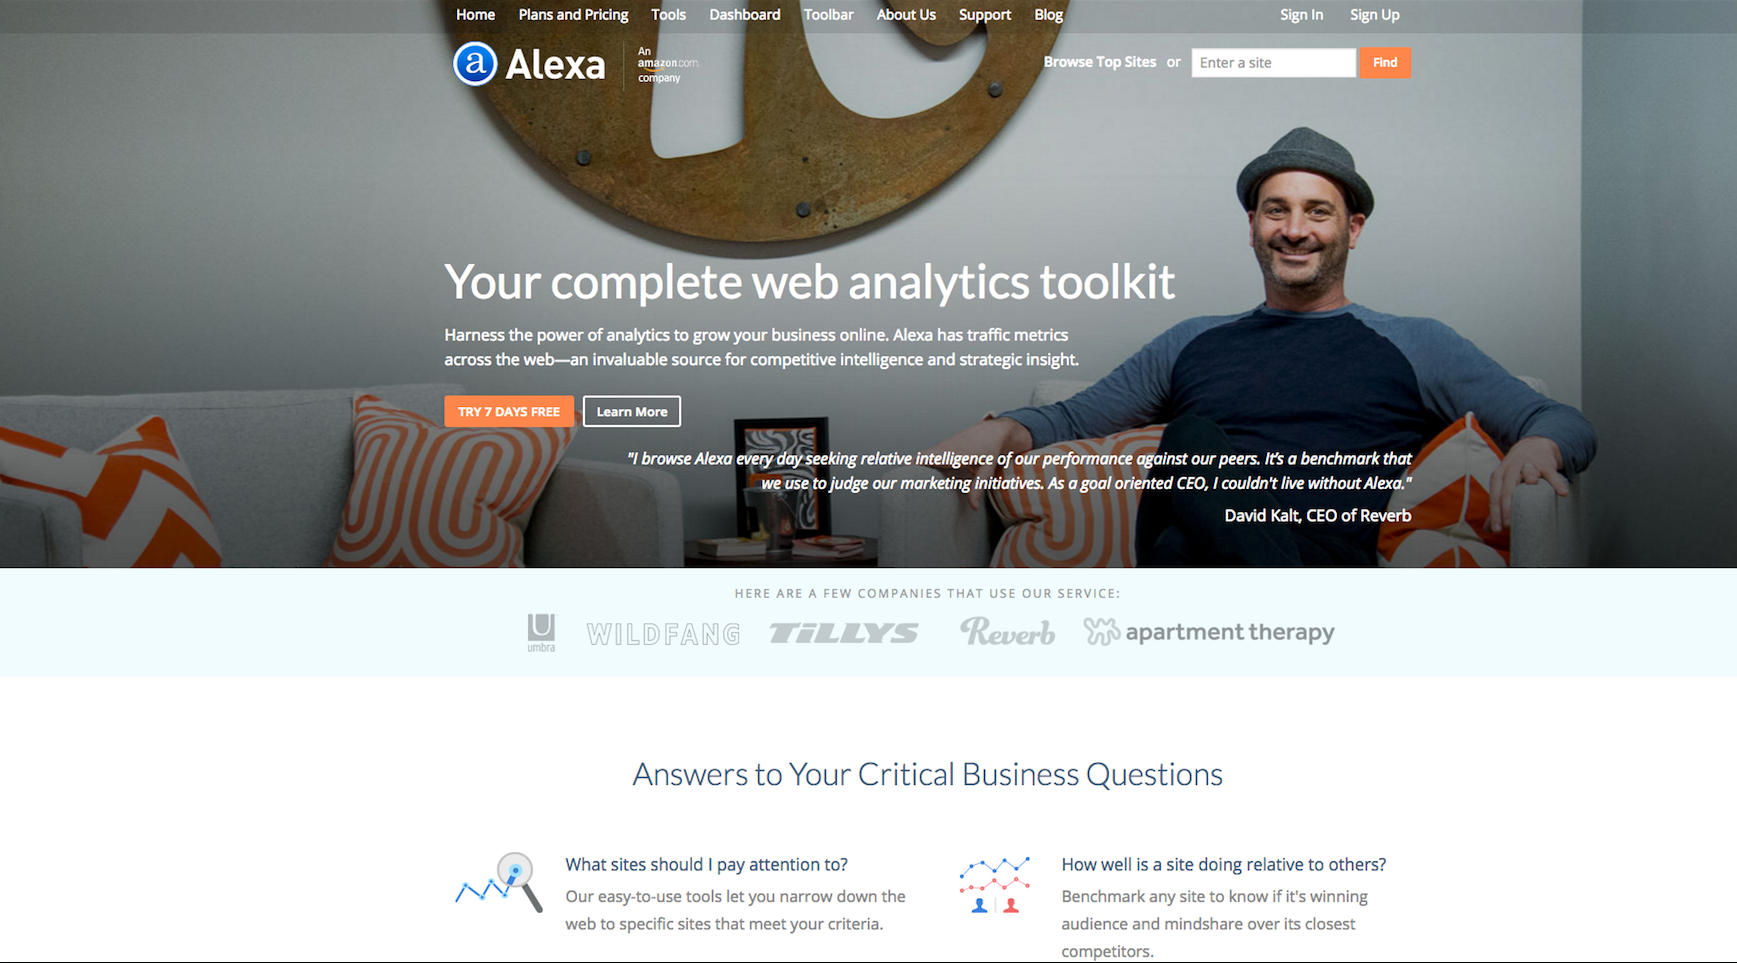 Home Plans and Pricing Tools Dashboard Toolbar About Us Support Blog Sign In Sign Up
a Alexa
An
amazon.com
company
Browse Top Sites or Enter a site Find
Your complete web analytics toolkit
Harness the power of analytics to grow your business online. Alexa has traffic metrics
across the web—an invaluable source for competitive intelligence and strategic insight.
TRY 7 DAYS FREE Learn More
"I browse Alexa every day seeking relative intelligence of our performance against our peers. It's a benchmark that
we use to judge our marketing initiatives. As a goal oriented CEO, I couldn't live without Alexa."
David Kalt, CEO of Reverb
HERE ARE A FEW COMPANIES THAT USE OUR SERVICE:
umbra WILDFANG TiLLYS Reverb apartment therapy
Answers to Your Critical Business Questions
What sites should I pay attention to?
Our easy-to-use tools let you narrow down the
web to specific sites that meet your criteria.
How well is a site doing relative to others?
Benchmark any site to know if it's winning
audience and mindshare over its closest
competitors.